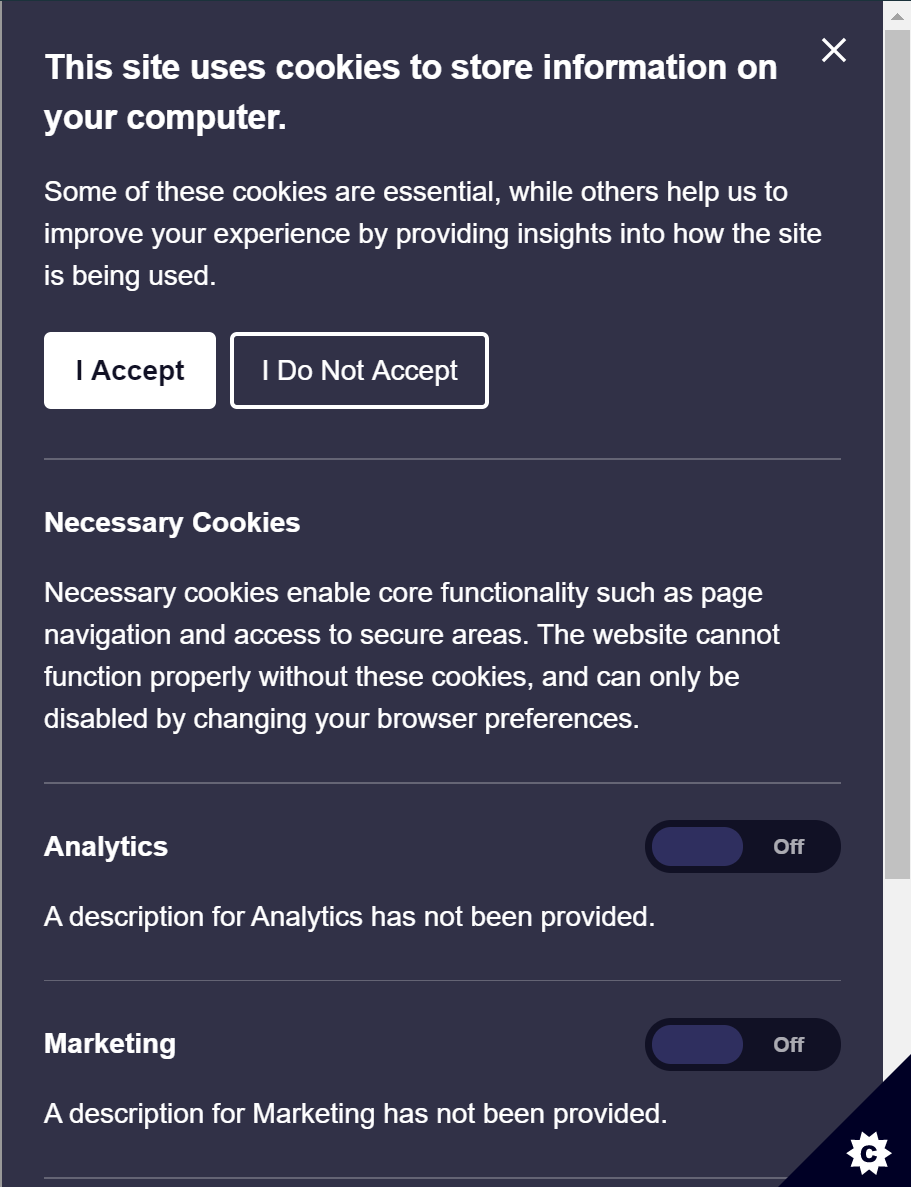 This site uses cookies to store information on
your computer.
Some of these cookies are essential, while others help us to
improve your experience by providing insights into how the site
is being used.
I Accept
I Do Not Accept
Necessary Cookies
Necessary cookies enable core functionality such as page
navigation and access to secure areas. The website cannot
function properly without these cookies, and can only be
disabled by changing your browser preferences.
Analytics
Off
A description for Analytics has not been provided.
Marketing
Off
A description for Marketing has not been provided.
C